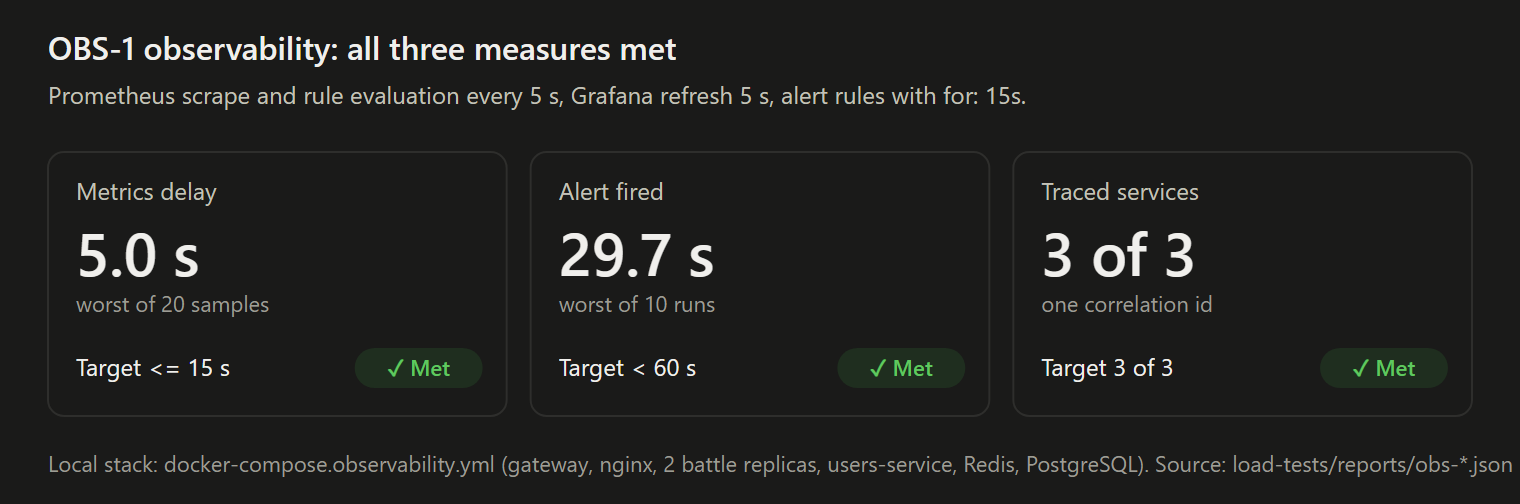 OBS-1 observability: all three measures met
Prometheus scrape and rule evaluation every 5 s, Grafana refresh 5 s, alert rules with for: 15s.
Metrics delay
5.0 s
worst of 20 samples
Target <= 15 s
✓ Met
Alert fired
29.7 s
worst of 10 runs
Target < 60 s
✓ Met
Traced services
3 of 3
one correlation id
Target 3 of 3
✓ Met
Local stack: docker-compose.observability.yml (gateway, nginx, 2 battle replicas, users-service, Redis, PostgreSQL). Source: load-tests/reports/obs-*.json